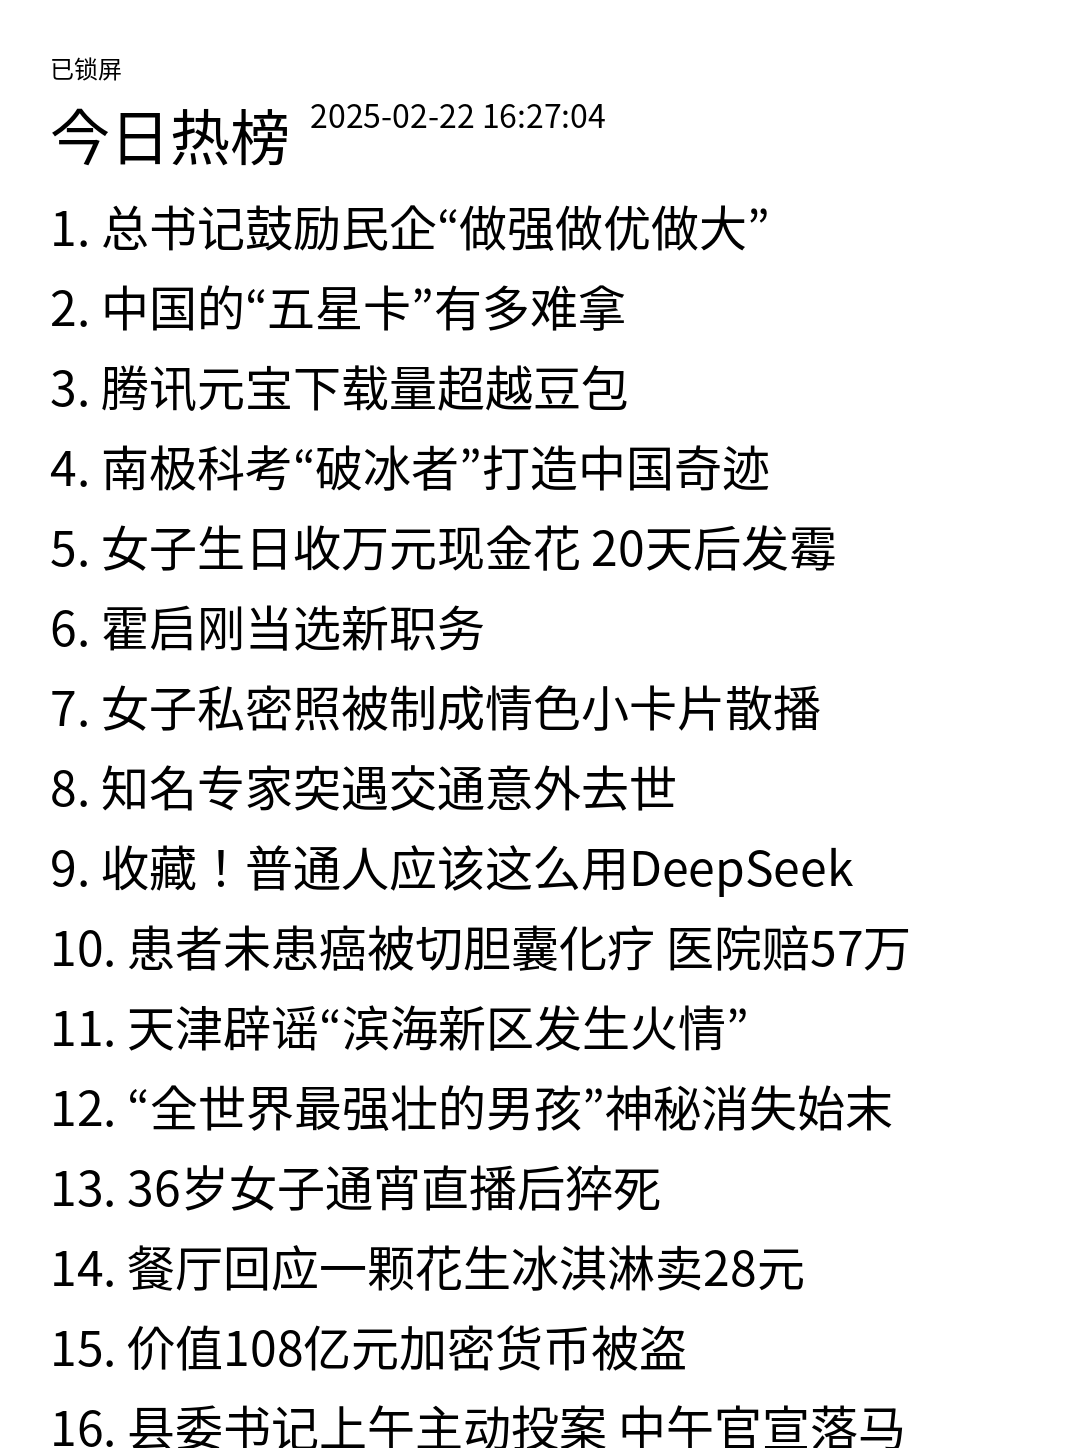 已锁屏
今日热榜 2025-02-22 16:27:04
1. 总书记鼓励民企“做强做优做大”
2. 中国的“五星卡”有多难拿
3. 腾讯元宝下载量超越豆包
4. 南极科考“破冰者”打造中国奇迹
5. 女子生日收万元现金花 20天后发霉
6. 霍启刚当选新职务
7. 女子私密照被制成情色小卡片散播
8. 知名专家突遇交通意外去世
9. 收藏！普通人应该这么用DeepSeek
10. 患者未患癌被切胆囊化疗 医院赔57万
11. 天津辟谣“滨海新区发生火情”
12. “全世界最强壮的男孩”神秘消失始末
13. 36岁女子通宵直播后猝死
14. 餐厅回应一颗花生冰淇淋卖28元
15. 价值108亿元加密货币被盗
16. 县委书记上午主动投案 中午官宣落马